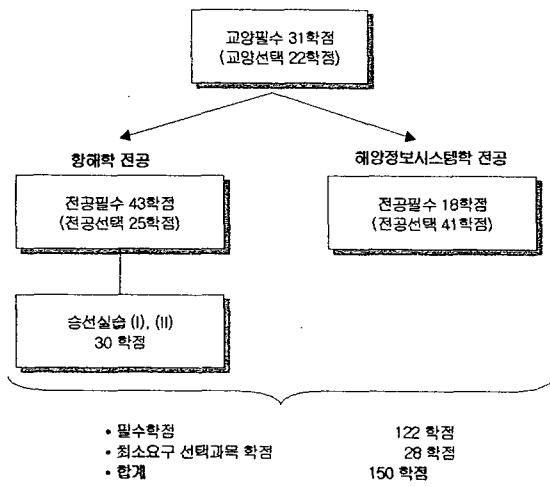 교양필수 31학점
(교양선택 22학점)
항해학 전공
해양정보시스템학 전공
전공필수 43학점
(전공선택 25학점)
전공필수 18학점
(전공선택 41학점)
승선실습 (I), (II)
30 학점
• 필수학점 122 학점
• 최소요구 선택과목 학점 28 학점
• 합계 150 학점